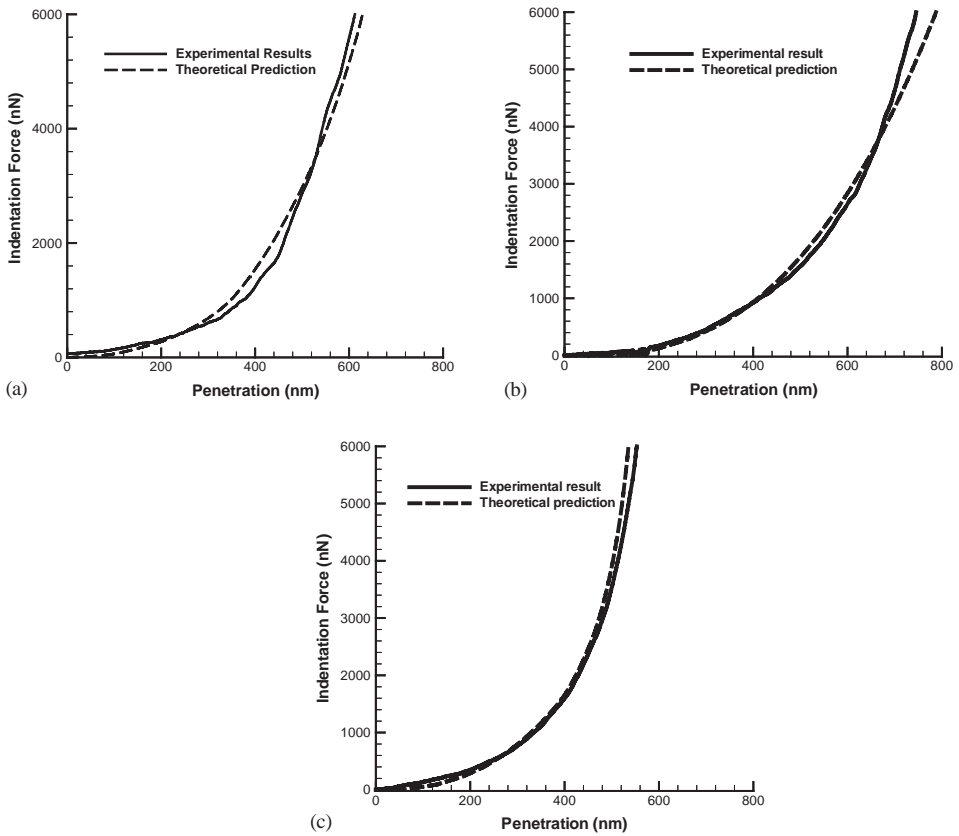 6000
Experimental Results
Theoretical Prediction
4000
2000
0
0 200 400 600 800
Indentation Force (nN)
Penetration (nm)
(a)
6000
Experimental result
Theoretical prediction
5000
4000
3000
2000
1000
0
0 200 400 600 800
Indentation Force (nN)
Penetration (nm)
(b)
6000
Experimental result
Theoretical prediction
5000
4000
3000
2000
1000
0
0 200 400 600 800
Indentation Force (nN)
Penetration (nm)
(c)